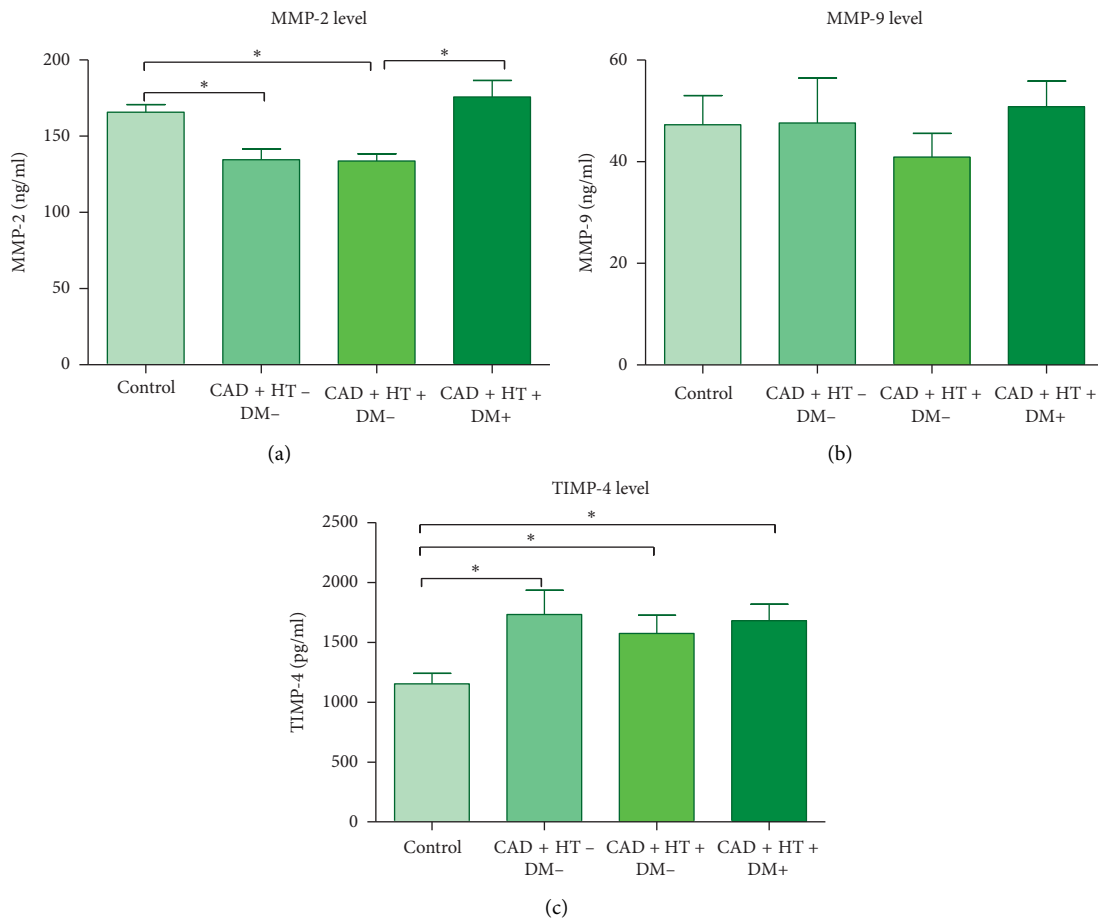 MMP-2 level
200
150
100
50
0
MMP-2 (ng/ml)
*
*
*
Control
CAD + HT –
DM–
CAD + HT +
DM–
CAD + HT +
DM+
(a)
MMP-9 level
60
40
20
0
MMP-9 (ng/ml)
Control
CAD + HT –
DM–
CAD + HT +
DM–
CAD + HT +
DM+
(b)
TIMP-4 level
2500
2000
1500
1000
500
0
TIMP-4 (pg/ml)
*
*
*
Control
CAD + HT –
DM–
CAD + HT +
DM–
CAD + HT +
DM+
(c)